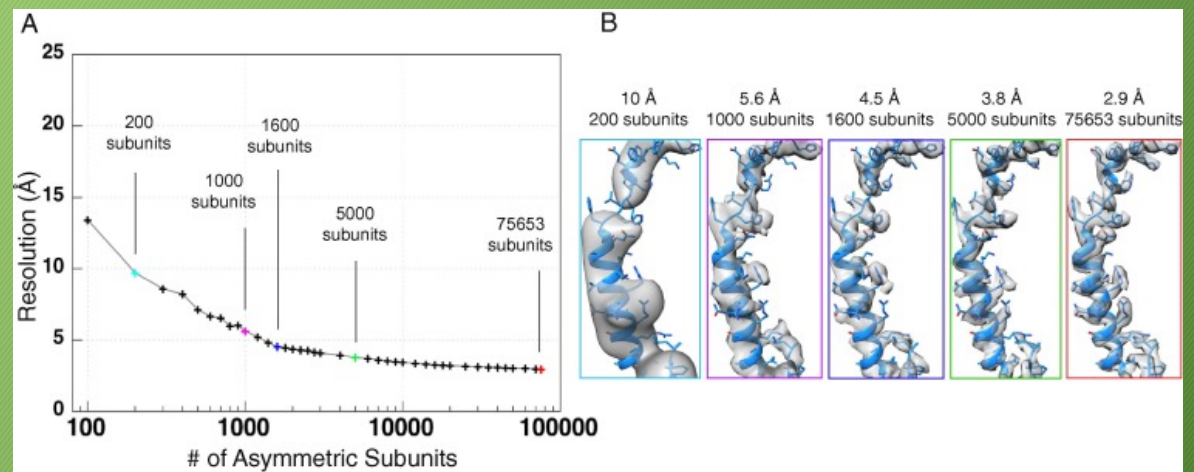 A
B
25
20
15
10
5
0
Resolution (Å)
200
subunits
1600
subunits
1000
subunits
5000
subunits
75653
subunits
100
1000
10000
100000
# of Asymmetric Subunits
10 Å
200 subunits
5.6 Å
1000 subunits
4.5 Å
1600 subunits
3.8 Å
5000 subunits
2.9 Å
75653 subunits